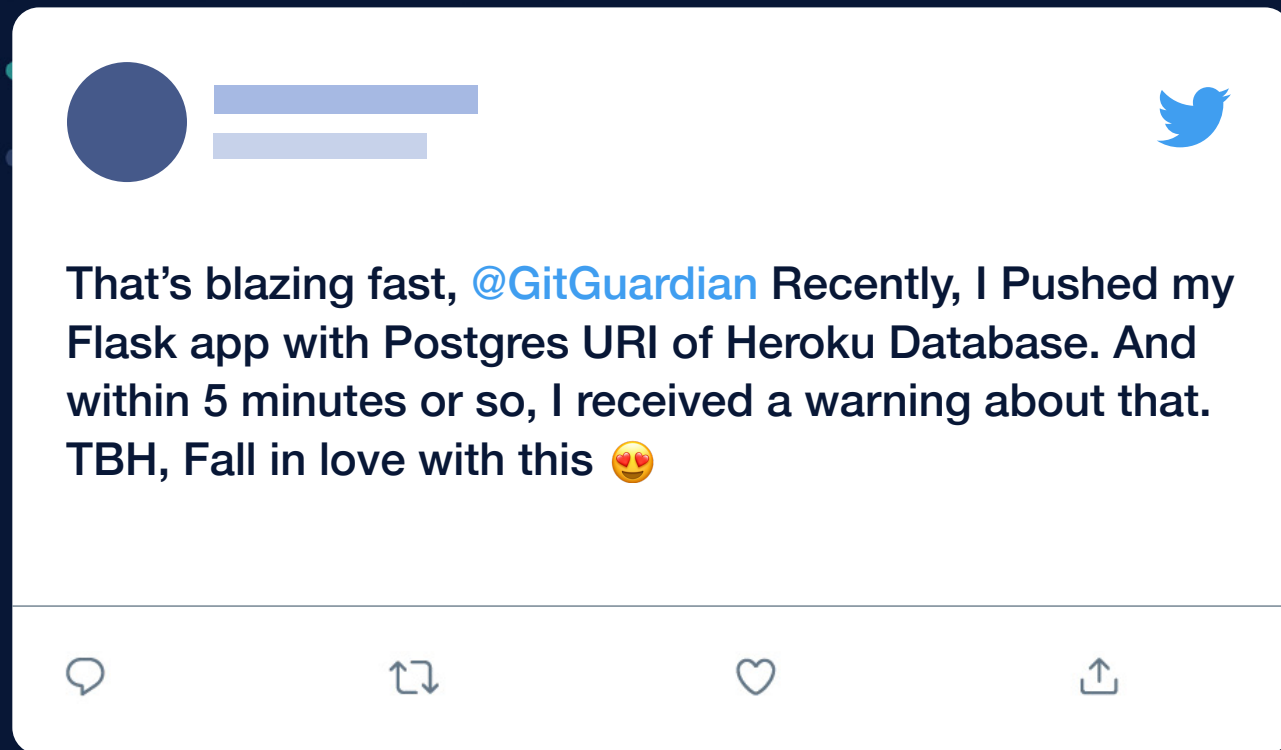 That’s blazing fast, @GitGuardian Recently, I Pushed my
Flask app with Postgres URI of Heroku Database. And
within 5 minutes or so, I received a warning about that.
TBH, Fall in love with this 😍